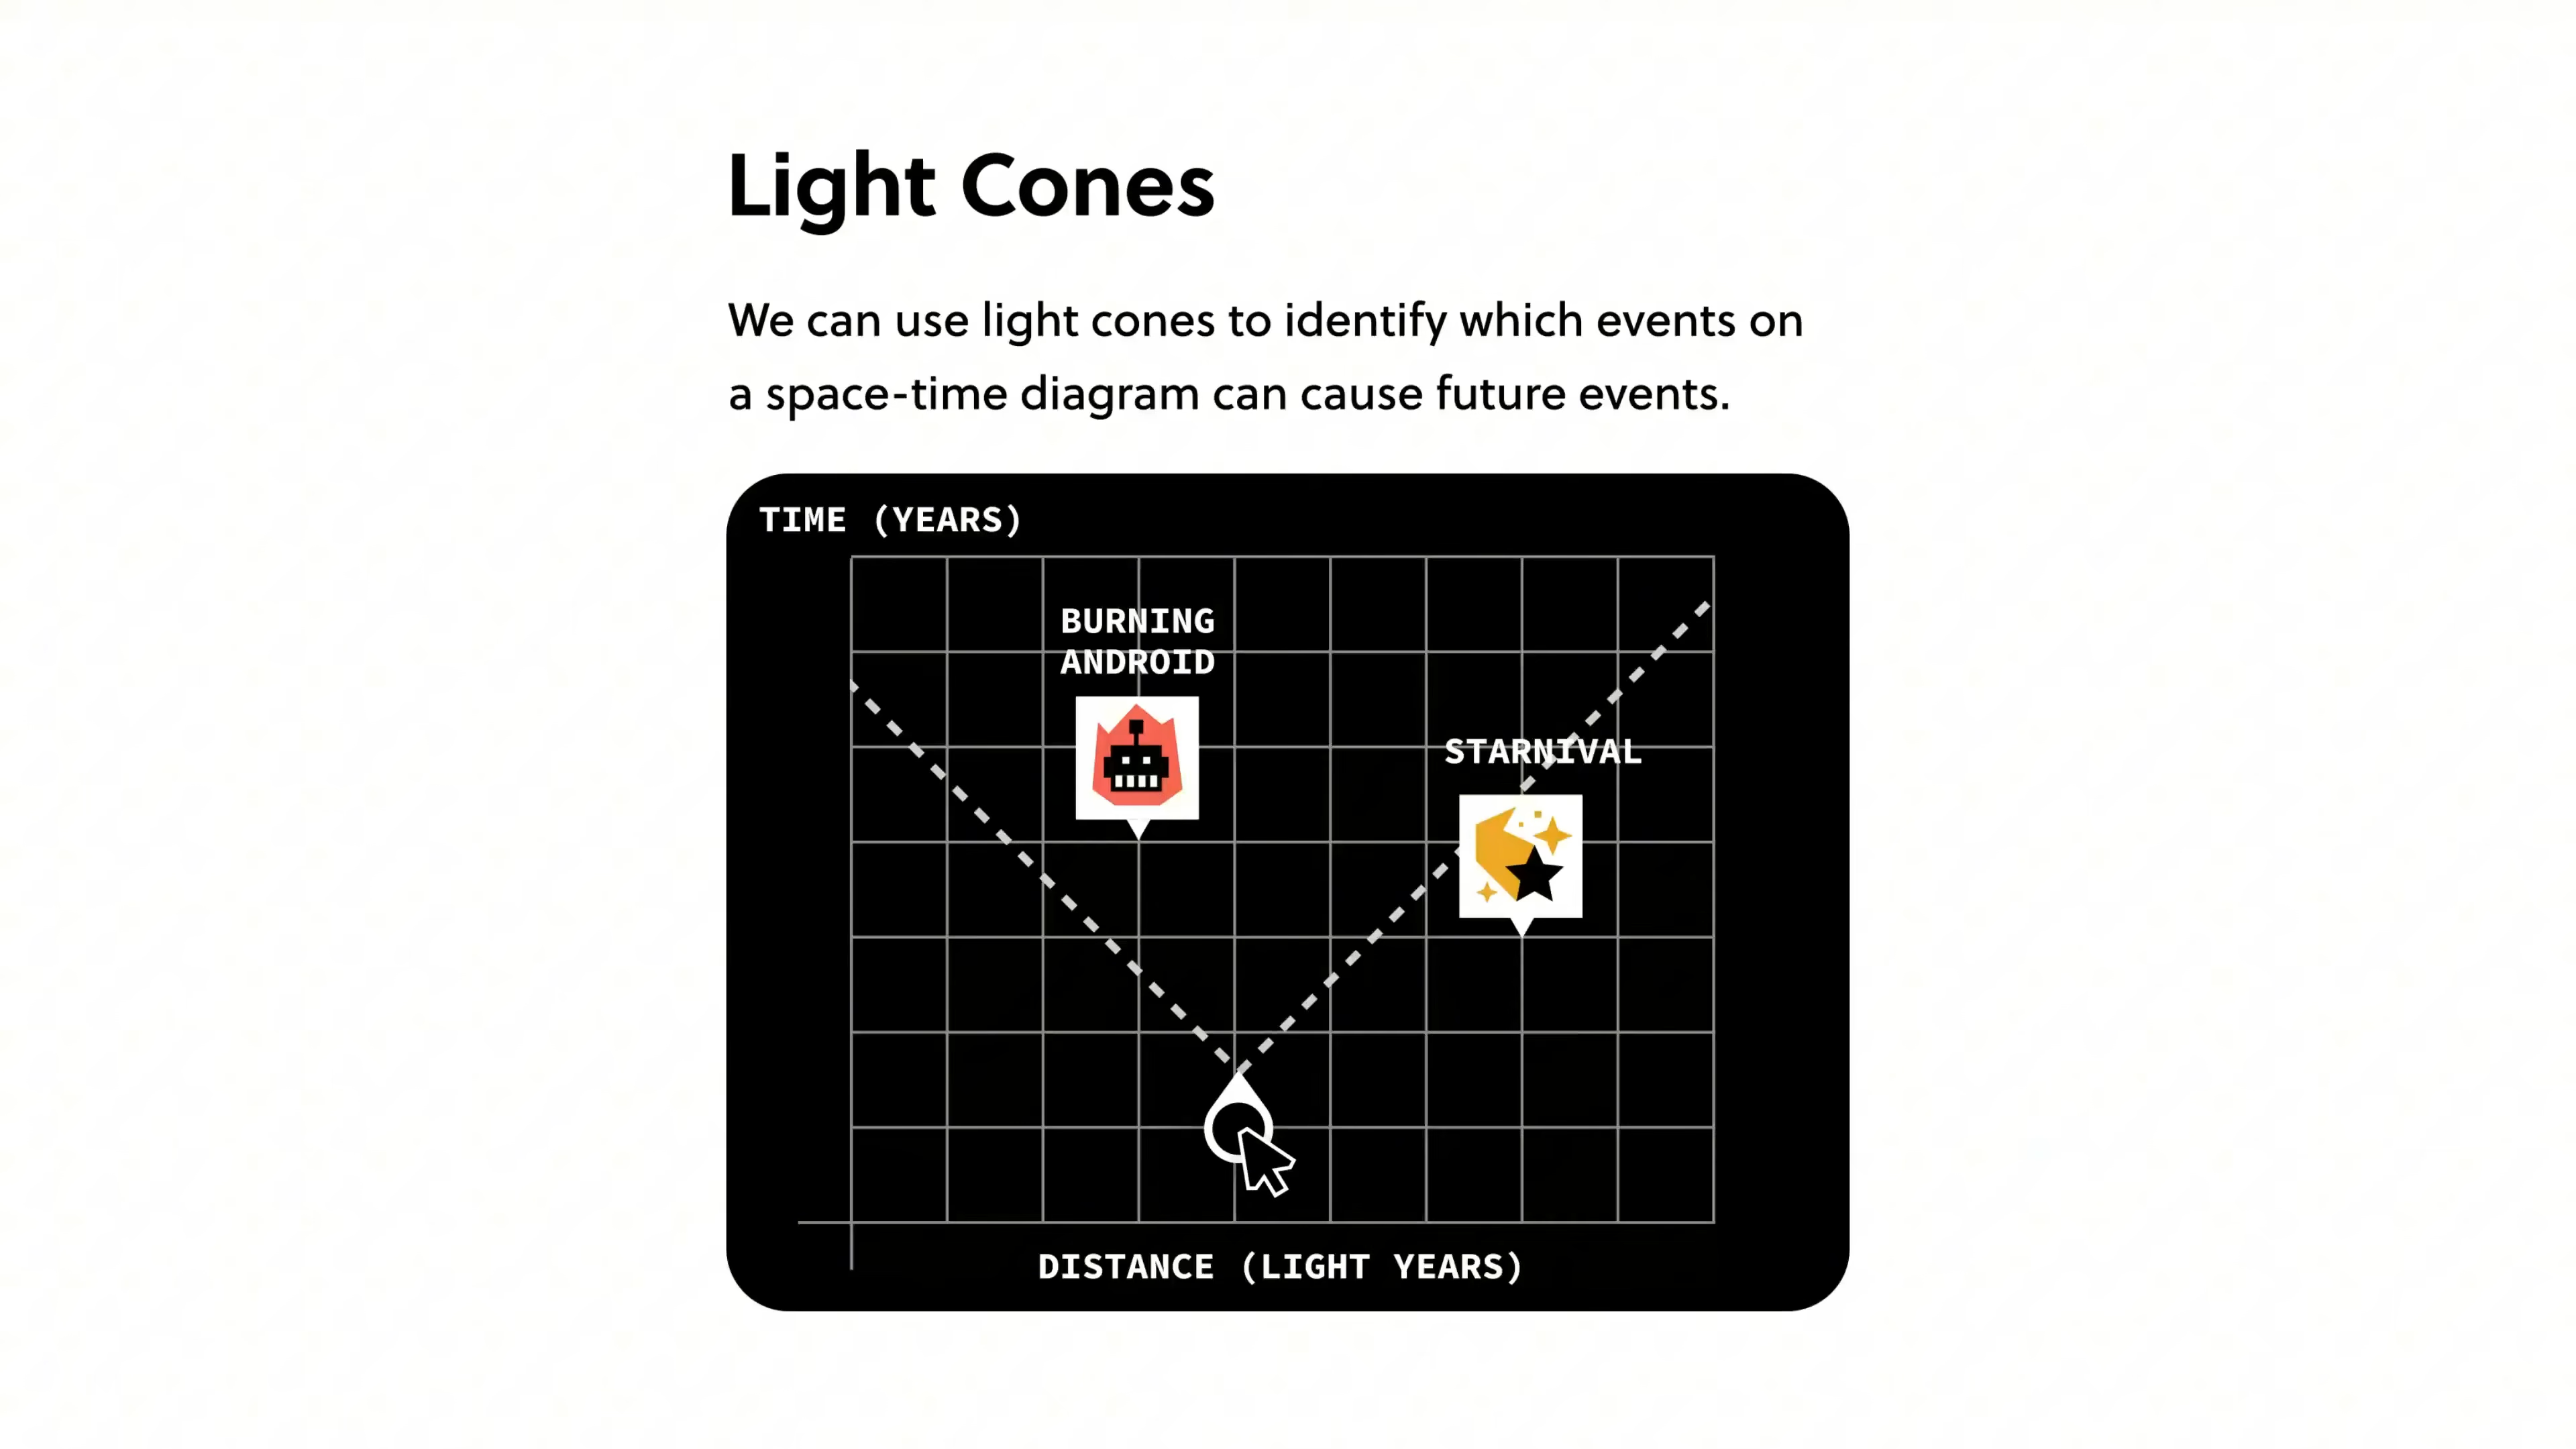 Light Cones
We can use light cones to identify which events on
a space-time diagram can cause future events.
TIME (YEARS)
BURNING
ANDROID
STARNIVAL
DISTANCE (LIGHT YEARS)